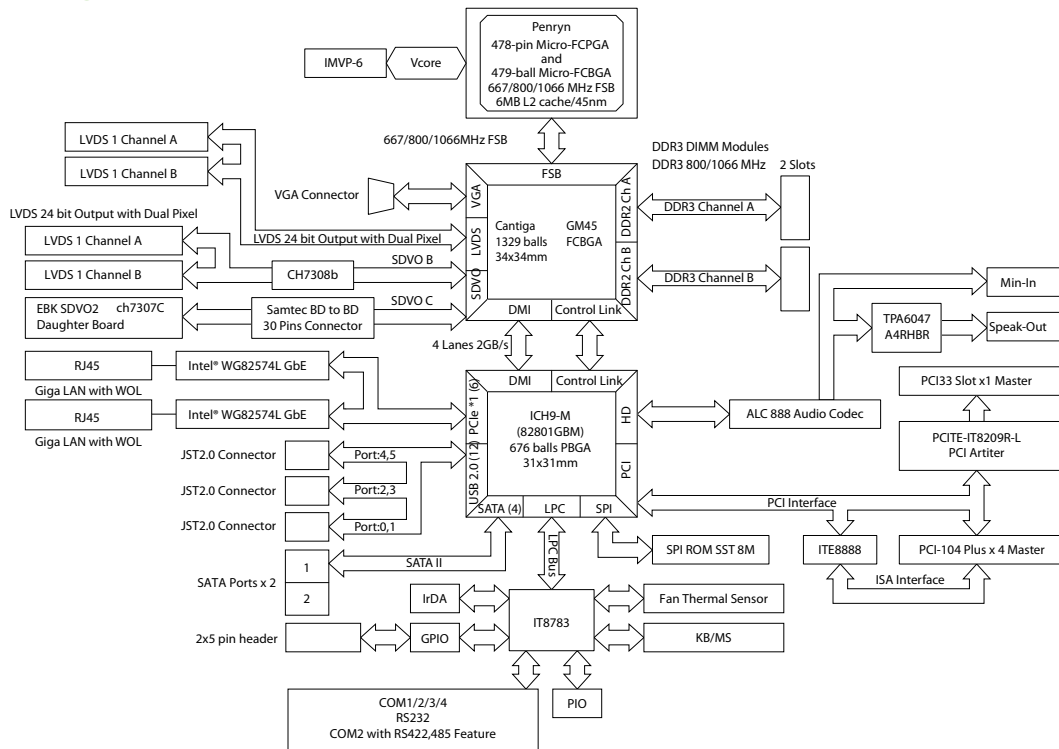 Penryn
478-pin Micro-FCPGA
and
479-ball Micro-FCBGA
667/800/1066 MHz FSB
6MB L2 cache/45nm
IMVP-6
Vcore
667/800/1066MHz FSB
LVDS 1 Channel A
LVDS 1 Channel B
VGA Connector
LVDS 24 bit Output with Dual Pixel
LVDS 24 bit Output with Dual Pixel
LVDS 1 Channel A
LVDS 1 Channel B
CH7308b
SDVO B
EBK SDVO2 ch7307C
Daughter Board
Samtec BD to BD
30 Pins Connector
SDVO C
FSB
VGA
LVDS
SDVO
Cantiga GM45
1329 balls FCBGA
34x34mm
DDR2 Ch A
DDR2 Ch B
DMI
Control Link
DDR3 DIMM Modules
DDR3 800/1066 MHz
2 Slots
DDR3 Channel A
DDR3 Channel B
Min-In
TPA6047
A4RHBR
Speak-Out
4 Lanes 2GB/s
RJ45
Intel® WG82574L GbE
Giga LAN with WOL
RJ45
Intel® WG82574L GbE
Giga LAN with WOL
DMI
Control Link
PCIe *1 (6)
USB 2.0 (12)
ICH9-M
(82801GBM)
676 balls PBGA
31x31mm
HD
PCI
SATA (4)
LPC
SPI
ALC 888 Audio Codec
PCI33 Slot x1 Master
PCITE-IT8209R-L
PCI Artiter
PCI Interface
ITE8888
PCI-104 Plus x 4 Master
ISA Interface
JST2.0 Connector
Port:4,5
JST2.0 Connector
Port:2,3
JST2.0 Connector
Port:0,1
SATA Ports x 2
1
2
SATA II
LPC Bus
SPI ROM SST 8M
IrDA
IT8783
Fan Thermal Sensor
2x5 pin header
GPIO
KB/MS
COM1/2/3/4
RS232
COM2 with RS422,485 Feature
PIO